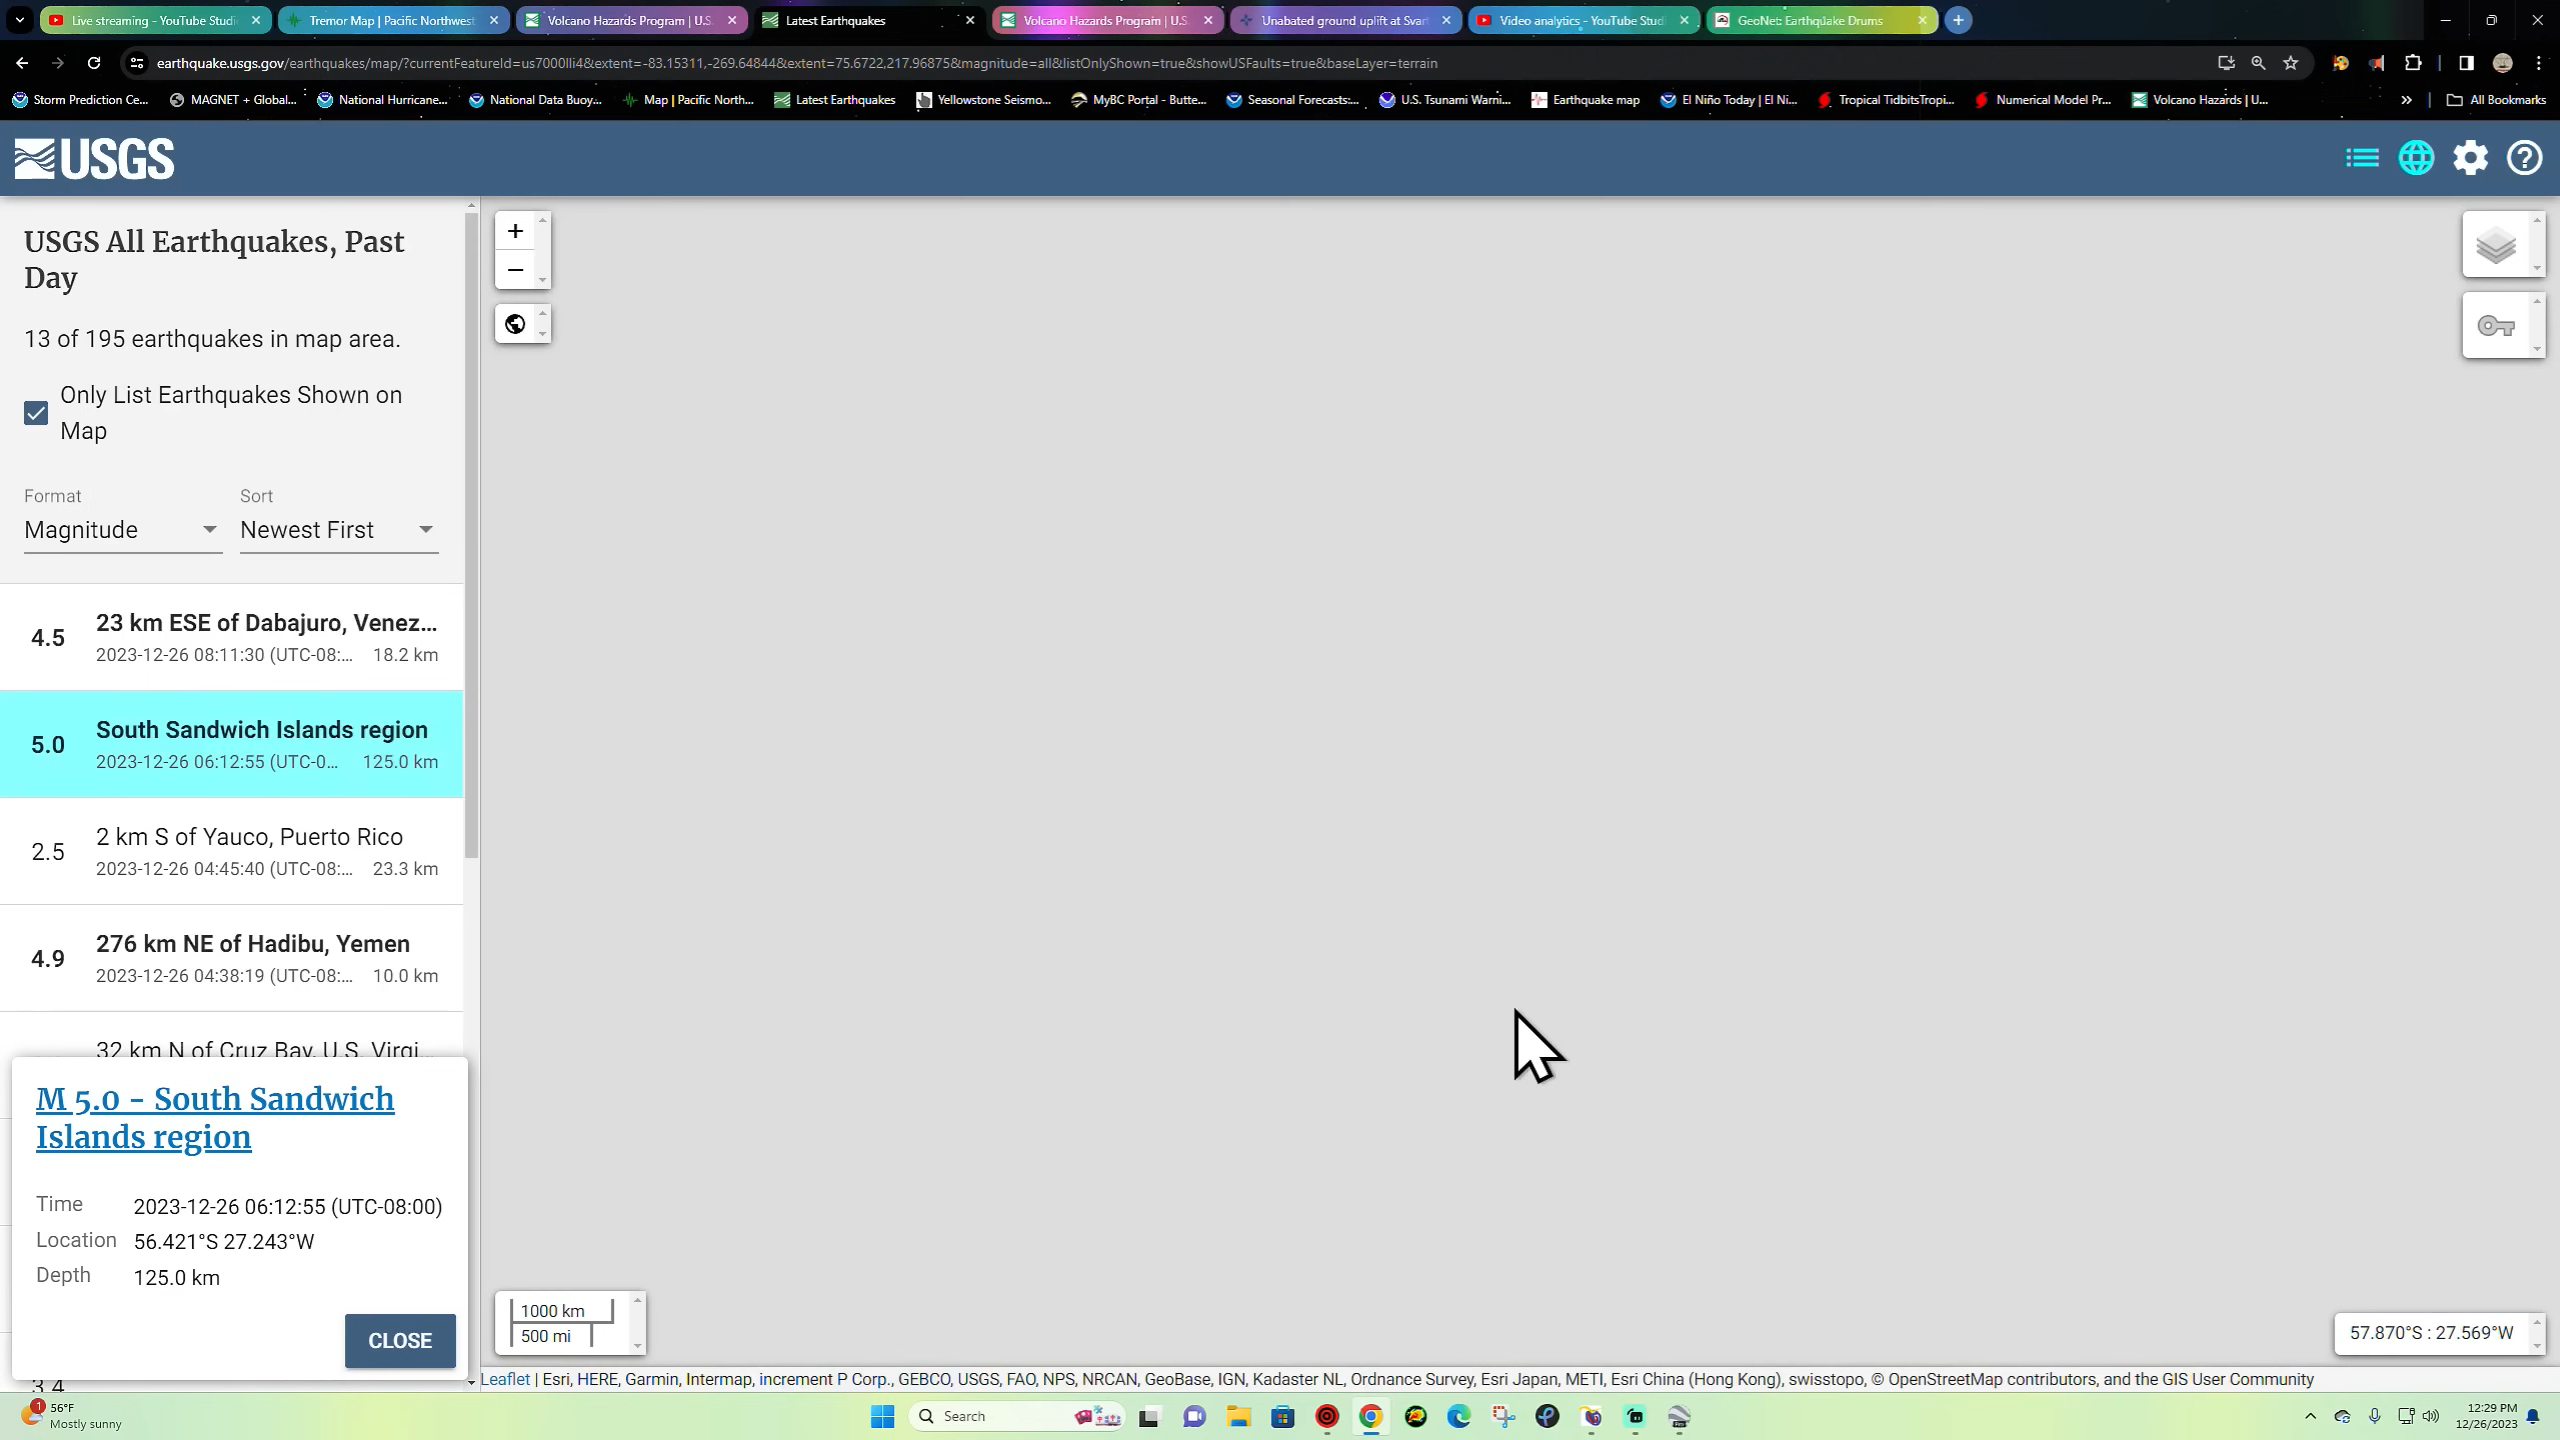 Live streaming - YouTube Studi
Tremor Map | Pacific Northwest
Volcano Hazards Program | U.S.
Latest Earthquakes
Volcano Hazards Program | U.S.
Unabated ground uplift at Svart
Video analytics - YouTube Studi
GeoNet: Earthquake Drums
earthquake.usgs.gov/earthquakes/map/?currentFeatureId=us7000lli4&extent=-83.15311,-269.64844&extent=75.6722,217.96875&magnitude=all&listOnlyShown=true&showUSFaults=true&baseLayer=terrain
Storm Prediction Ce...
MAGNET + Global...
National Hurricane...
National Data Buoy...
Map | Pacific North...
Latest Earthquakes
Yellowstone Seismo...
MyBC Portal - Butte...
Seasonal Forecasts:...
U.S. Tsunami Warni...
Earthquake map
El Niño Today | El Ni...
Tropical TidbitsTropi...
Numerical Model Pr...
Volcano Hazards | U...
»
All Bookmarks
USGS
USGS All Earthquakes, Past
Day
13 of 195 earthquakes in map area.
Only List Earthquakes Shown on
Map
Format
Sort
Magnitude
Newest First
4.5
23 km ESE of Dabajuro, Venez...
2023-12-26 08:11:30 (UTC-08:...
18.2 km
5.0
South Sandwich Islands region
2023-12-26 06:12:55 (UTC-0...
125.0 km
2.5
2 km S of Yauco, Puerto Rico
2023-12-26 04:45:40 (UTC-08:...
23.3 km
4.9
276 km NE of Hadibu, Yemen
2023-12-26 04:38:19 (UTC-08:...
10.0 km
32 km N of Cruz Bay, U.S. Virgi...
M 5.0 - South Sandwich
Islands region
Time
2023-12-26 06:12:55 (UTC-08:00)
Location
56.421°S 27.243°W
Depth
125.0 km
CLOSE
3.4
+
−
1000 km
500 mi
57.870°S : 27.569°W
Leaflet | Esri, HERE, Garmin, Intermap, increment P Corp., GEBCO, USGS, FAO, NPS, NRCAN, GeoBase, IGN, Kadaster NL, Ordnance Survey, Esri Japan, METI, Esri China (Hong Kong), swisstopo, © OpenStreetMap contributors, and the GIS User Community
1
56°F
Mostly sunny
Search
12:29 PM
12/26/2023